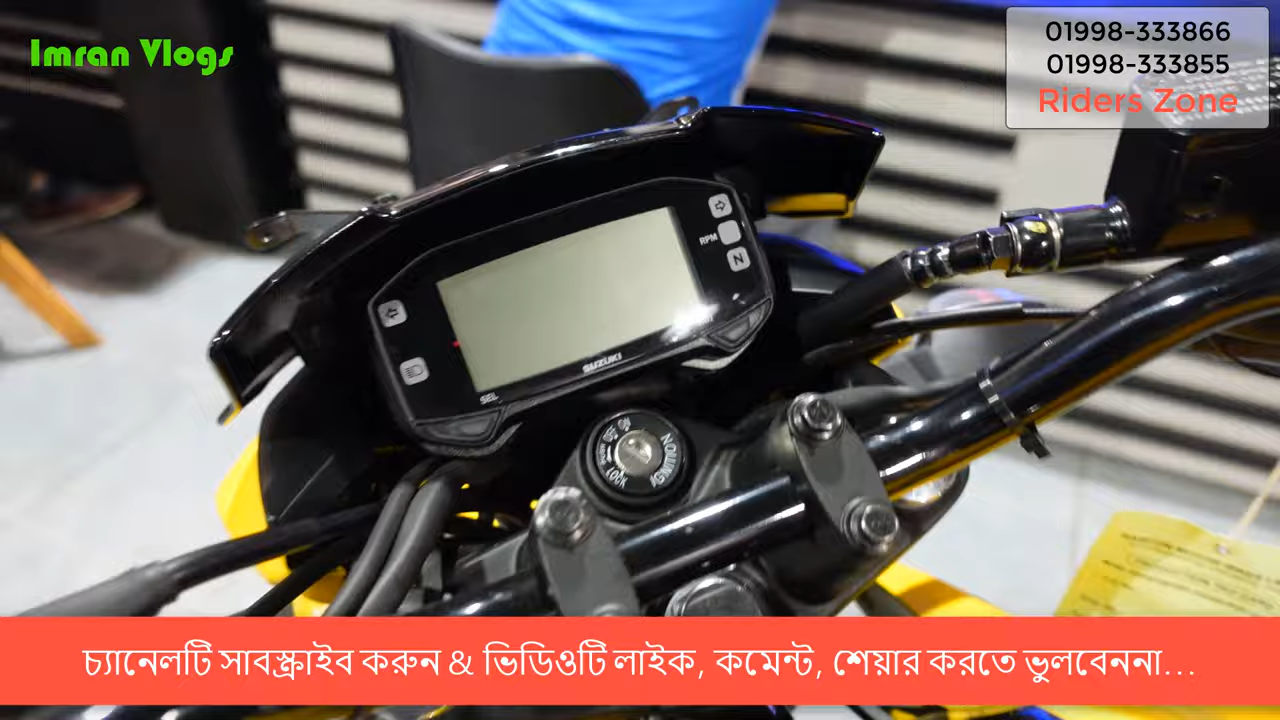 Imran Vlogs
01998-333866
01998-333855
Riders Zone
RPM
N
SUZUKI
SEL
IGNITION
LOCK
চ্যানেলটি সাবস্ক্রাইব করুন & ভিডিওটি লাইক, কমেন্ট, শেয়ার করতে ভুলবেননা...